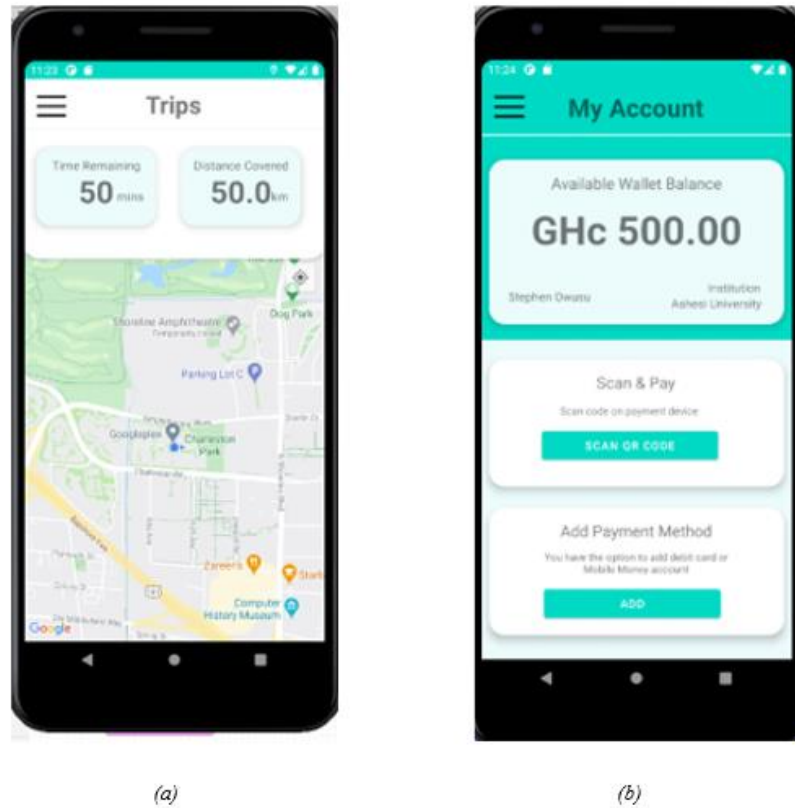 11:23
Trips
Time Remaining
50 mins
Distance Covered
50.0km
Dog Park
Shoreline Amphitheatre
Parking Lot C
Googleplex
Charleston
Park
Zareen's
Computer
History Museum
Google
(a)
11:24
My Account
Available Wallet Balance
GHc 500.00
Stephen Owusu
Institution
Ashesi University
Scan & Pay
Scan code on payment device
SCAN QR CODE
Add Payment Method
You have the option to add debit card or
Mobile Money account
ADD
(b)